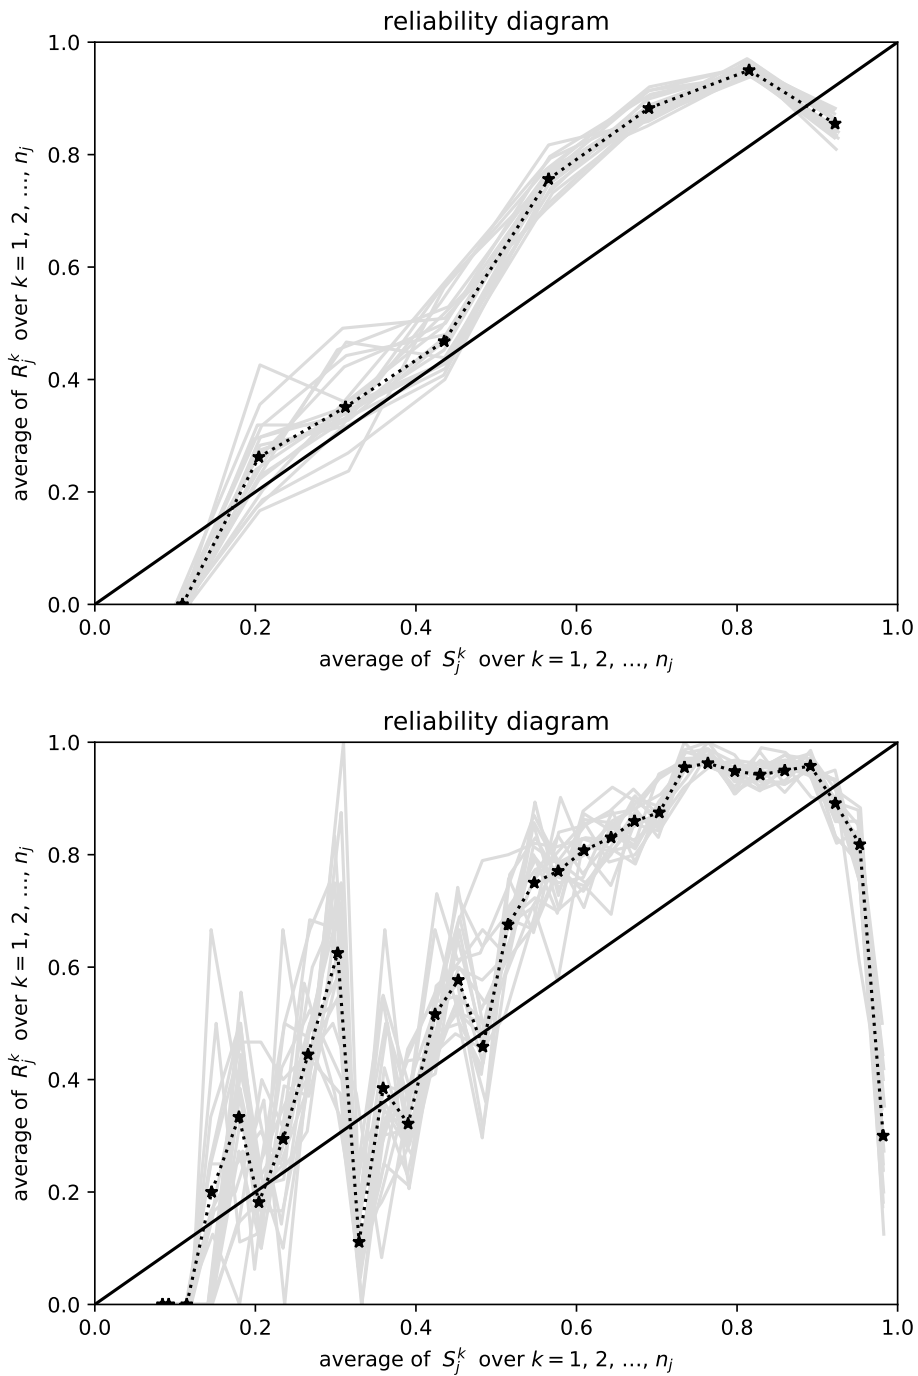 reliability diagram
1.0
0.8
0.6
0.4
0.2
0.0
average of R_j^k over k = 1, 2, ..., n_j
0.0 0.2 0.4 0.6 0.8 1.0
average of S_j^k over k = 1, 2, ..., n_j
reliability diagram
1.0
0.8
0.6
0.4
0.2
0.0
average of R_j^k over k = 1, 2, ..., n_j
0.0 0.2 0.4 0.6 0.8 1.0
average of S_j^k over k = 1, 2, ..., n_j